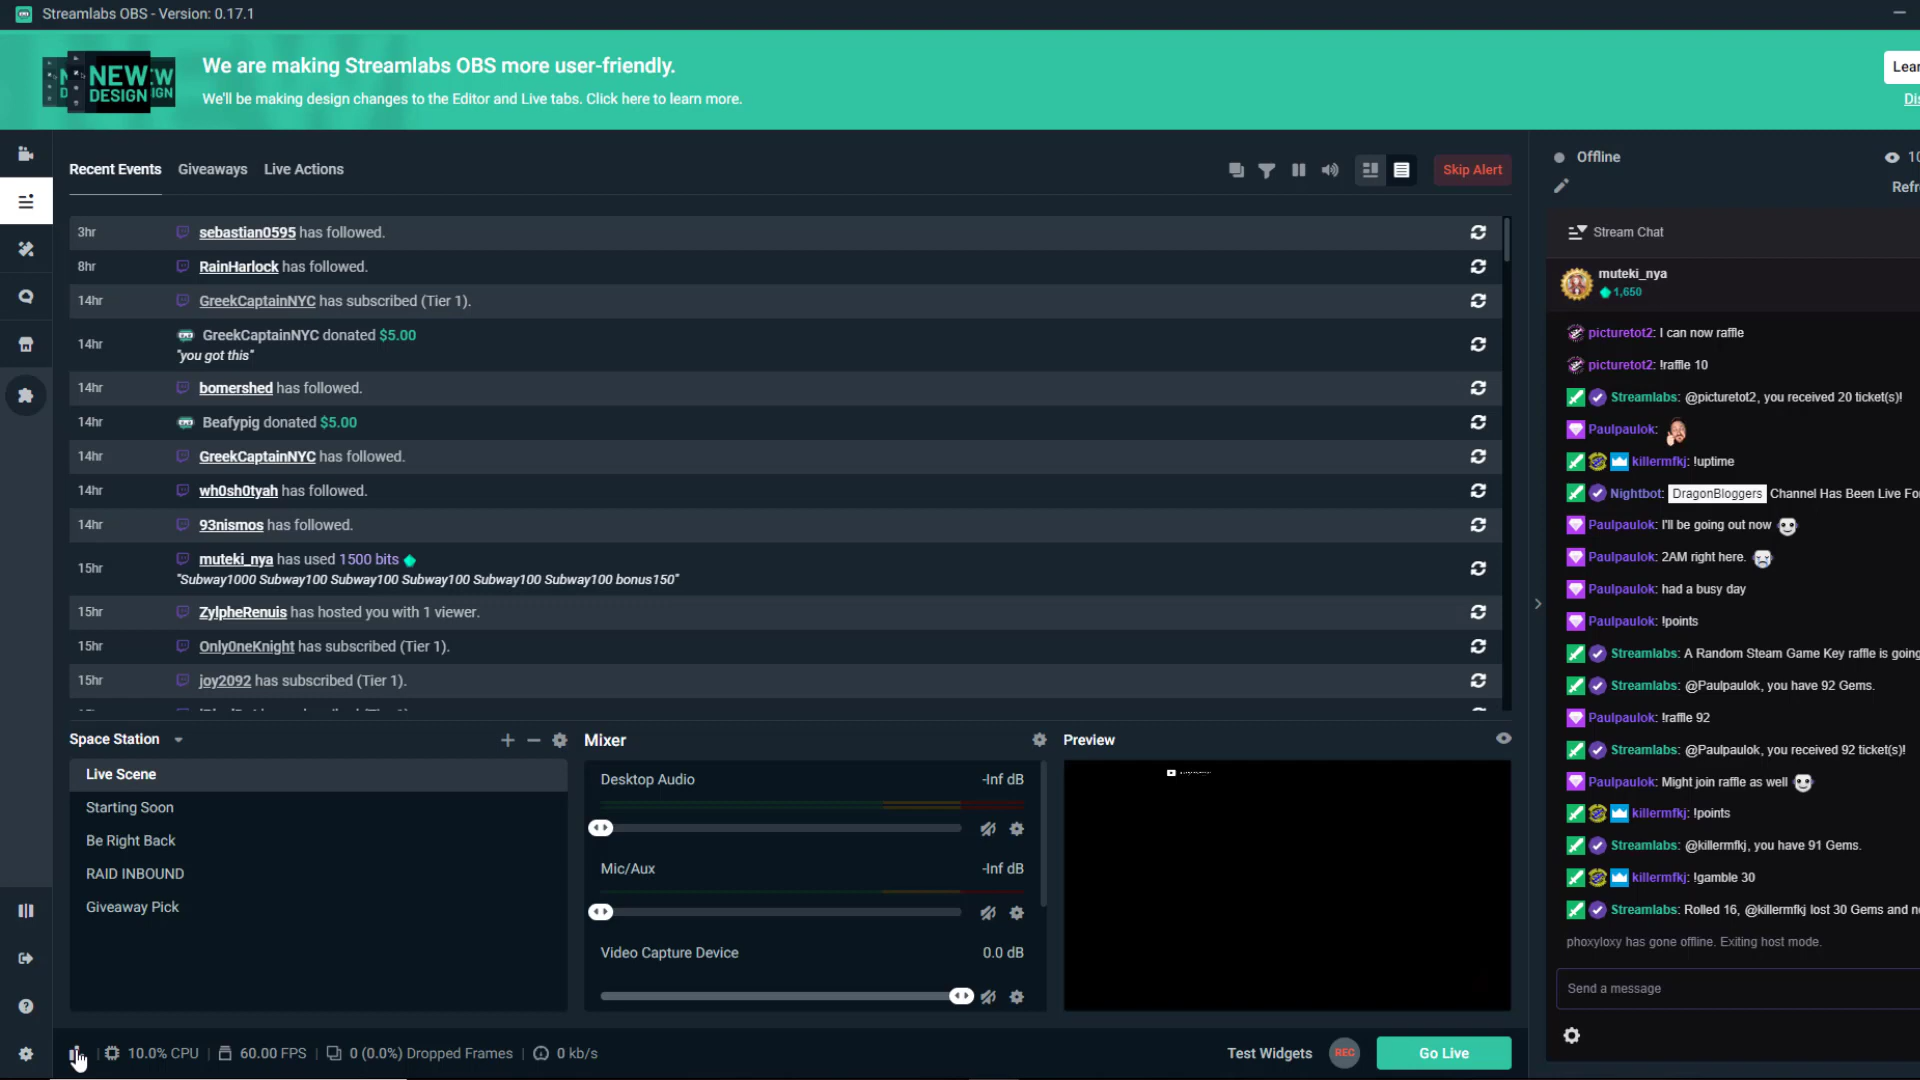 Streamlabs OBS - Version: 0.17.1
NEW
DESIGN
We are making Streamlabs OBS more user-friendly.
We'll be making design changes to the Editor and Live tabs. Click here to learn more.
Recent Events
Giveaways
Live Actions
Skip Alert
3hr sebastian0595 has followed.
8hr RainHarlock has followed.
14hr GreekCaptainNYC has subscribed (Tier 1).
14hr GreekCaptainNYC donated $5.00
"you got this"
14hr bomershed has followed.
14hr Beafypig donated $5.00
14hr GreekCaptainNYC has followed.
14hr wh0sh0tyah has followed.
14hr 93nismos has followed.
15hr muteki_nya has used 1500 bits
"Subway1000 Subway100 Subway100 Subway100 Subway100 Subway100 bonus150"
15hr ZylpheRenuis has hosted you with 1 viewer.
15hr Only0neKnight has subscribed (Tier 1).
15hr joy2092 has subscribed (Tier 1).
Space Station
Live Scene
Starting Soon
Be Right Back
RAID INBOUND
Giveaway Pick
Mixer
Desktop Audio -Inf dB
Mic/Aux -Inf dB
Video Capture Device 0.0 dB
Preview
10.0% CPU
60.00 FPS
0 (0.0%) Dropped Frames
0 kb/s
Test Widgets
REC
Go Live
Offline
Stream Chat
muteki_nya
1,650
picturetot2: I can now raffle
picturetot2: !raffle 10
Streamlabs: @picturetot2, you received 20 ticket(s)!
Paulpaulok:
killermfkj: !uptime
Nightbot: DragonBloggers Channel Has Been Live
Paulpaulok: I'll be going out now
Paulpaulok: 2AM right here.
Paulpaulok: had a busy day
Paulpaulok: !points
Streamlabs: A Random Steam Game Key raffle is going
Streamlabs: @Paulpaulok, you have 92 Gems.
Paulpaulok: !raffle 92
Streamlabs: @Paulpaulok, you received 92 ticket(s)!
Paulpaulok: Might join raffle as well
killermfkj: !points
Streamlabs: @killermfkj, you have 91 Gems.
killermfkj: !gamble 30
Streamlabs: Rolled 16, @killermfkj lost 30 Gems and
phoxyloxy has gone offline. Exiting host mode.
Send a message